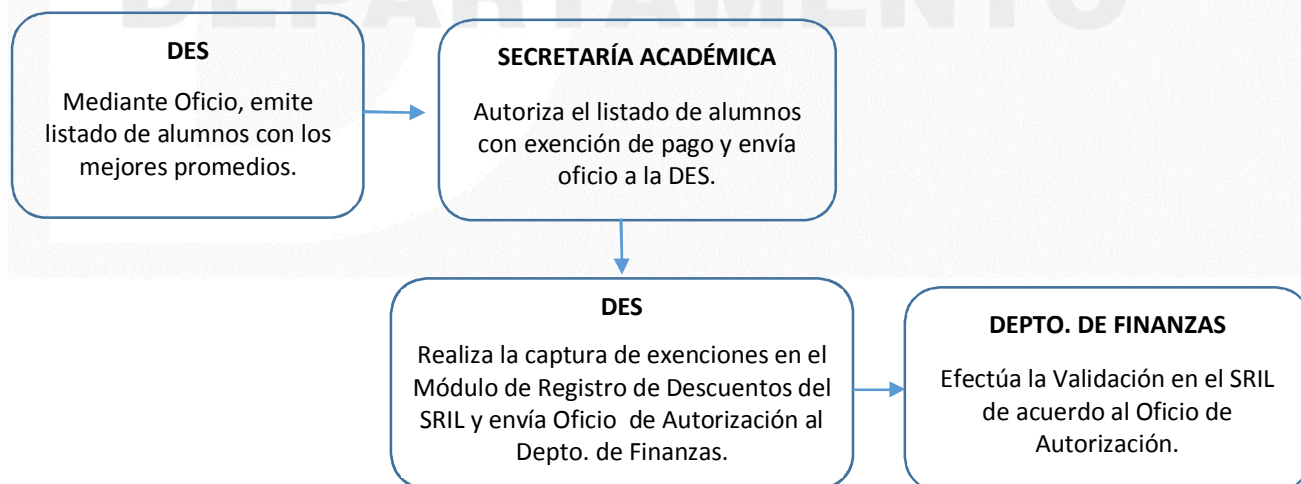 DEPARTAMENTO
DES
Mediante Oficio, emite
listado de alumnos con los
mejores promedios.
SECRETARÍA ACADÉMICA
Autoriza el listado de alumnos
con exención de pago y envía
oficio a la DES.
DES
Realiza la captura de exenciones en el
Módulo de Registro de Descuentos del
SRIL y envía Oficio de Autorización al
Depto. de Finanzas.
DEPTO. DE FINANZAS
Efectúa la Validación en el SRIL
de acuerdo al Oficio de
Autorización.